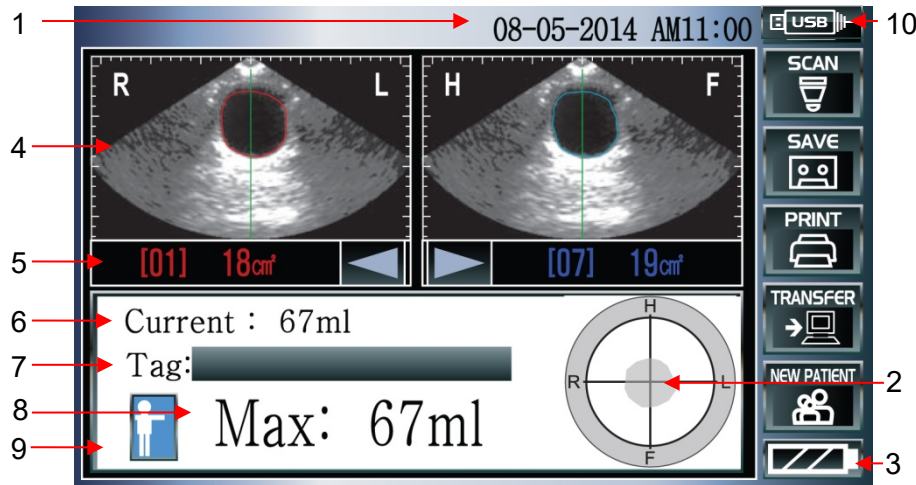 1
08-05-2014 AM11:00
USB
10
R
L
H
F
SCAN
4
SAVE
5
[01] 18cm²
[07] 19cm²
PRINT
6
Current : 67ml
H
TRANSFER
7
Tag:
R
L
2
NEW PATIENT
8
Max: 67ml
9
F
3